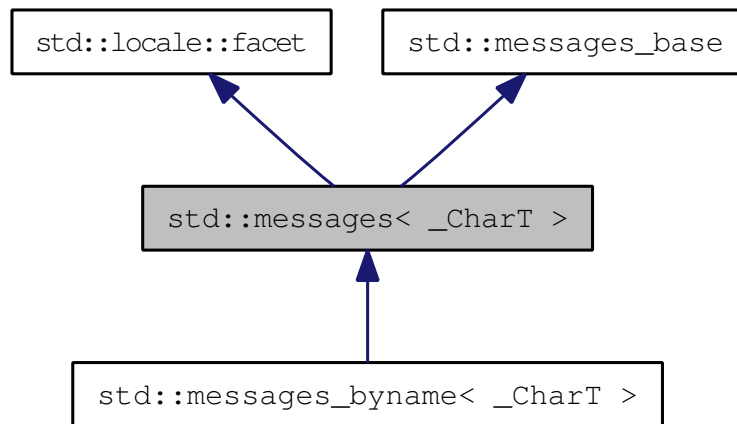 std::locale::facet
std::messages_base
std::messages< _CharT >
std::messages_byname< _CharT >